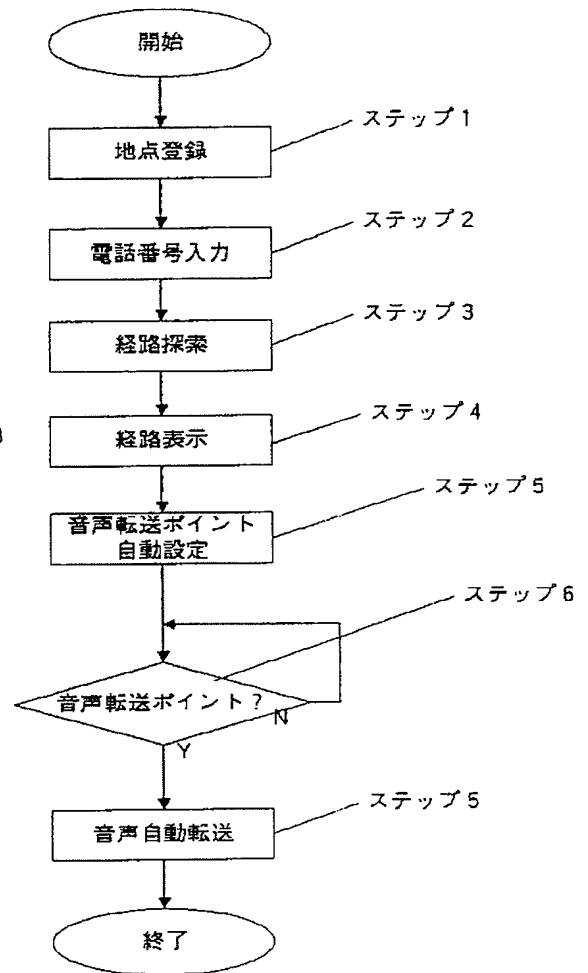 開始
ステップ1
地点登録
ステップ2
電話番号入力
ステップ3
経路探索
ステップ4
経路表示
ステップ5
音声転送ポイント
自動設定
ステップ6
音声転送ポイント?
N
Y
ステップ5
音声自動転送
終了